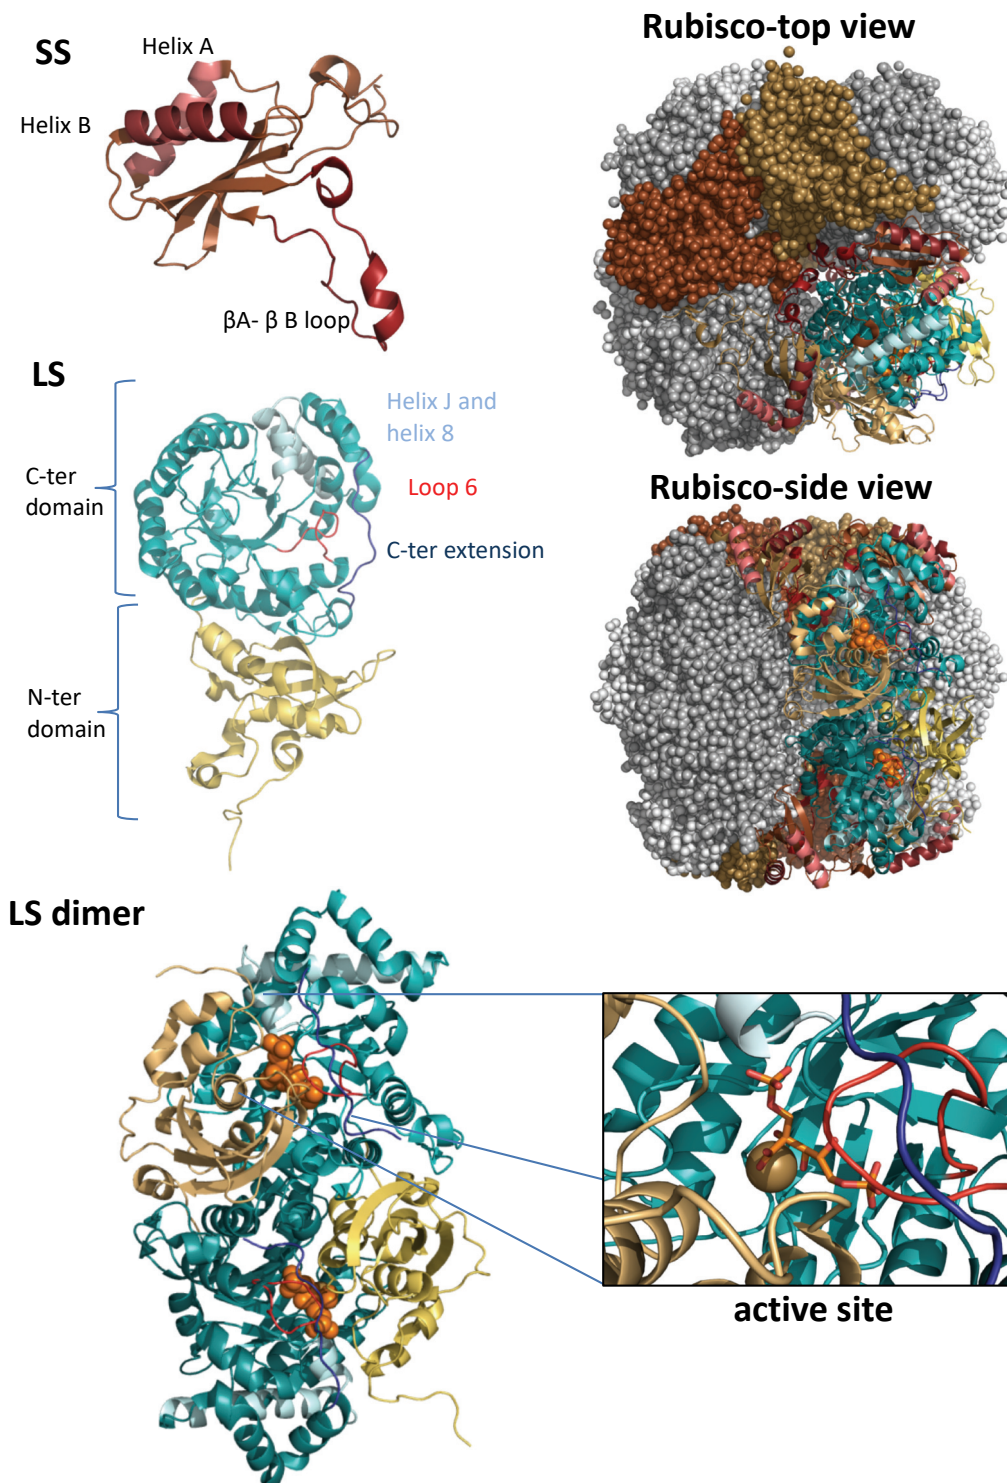 SS
Helix A
Helix B
βA- β B loop
Rubisco-top view
LS
C-ter
domain
Helix J and
helix 8
Loop 6
C-ter extension
N-ter
domain
Rubisco-side view
LS dimer
active site